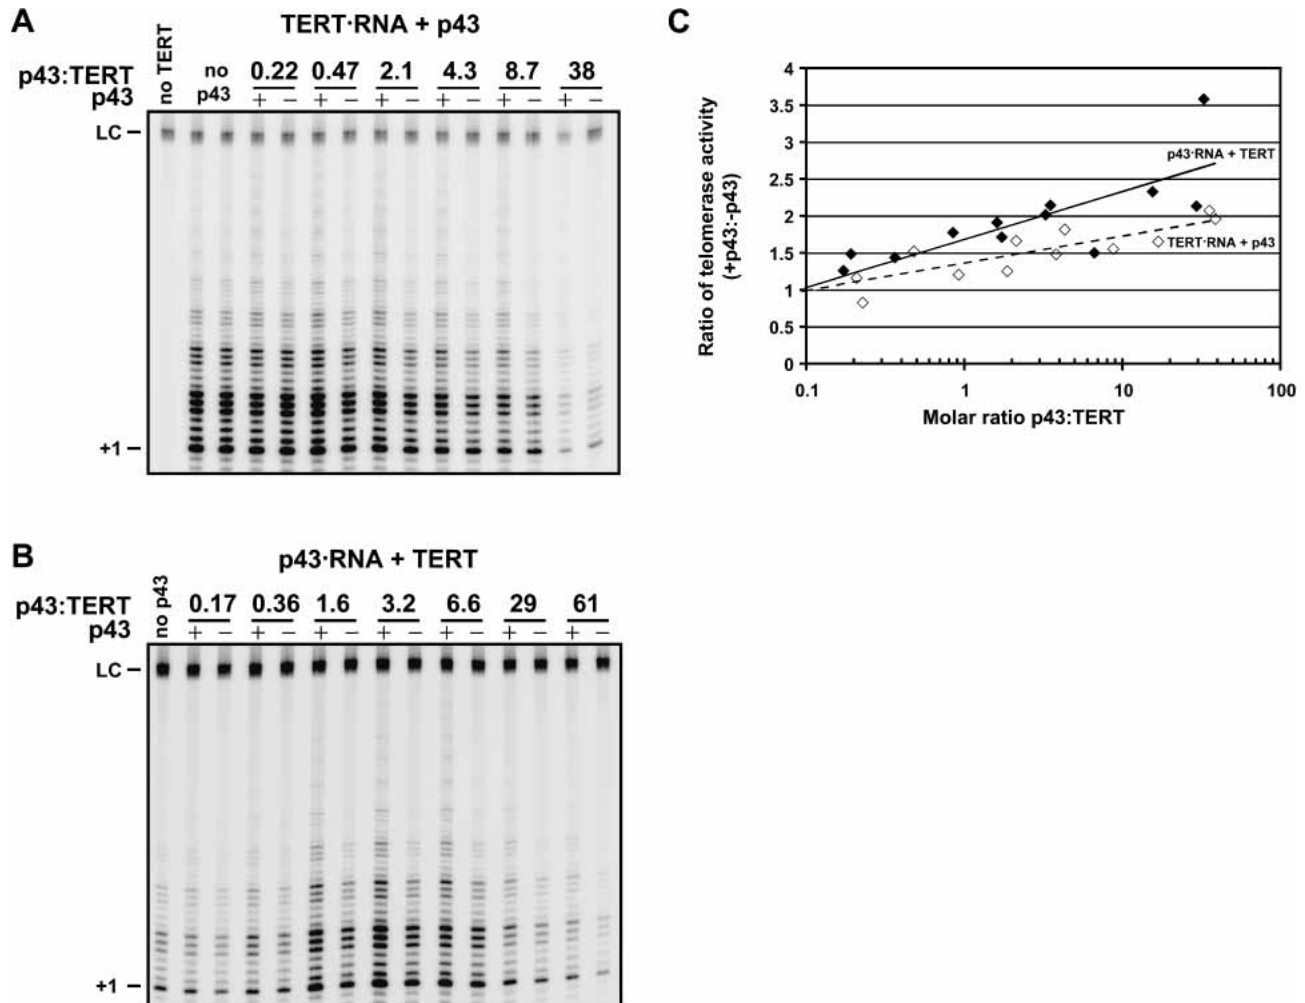 A
TERT·RNA + p43
no TERT
p43:TERT no 0.22 0.47 2.1 4.3 8.7 38
p43 p43 + − + − + − + − + − + −
LC
+1
B
p43·RNA + TERT
no p43
p43:TERT 0.17 0.36 1.6 3.2 6.6 29 61
p43 + − + − + − + − + − + − + −
LC
+1
C
Ratio of telomerase activity
(+p43:-p43)
4
3.5
3
2.5
2
1.5
1
0.5
0
p43·RNA + TERT
TERT·RNA + p43
0.1 1 10 100
Molar ratio p43:TERT